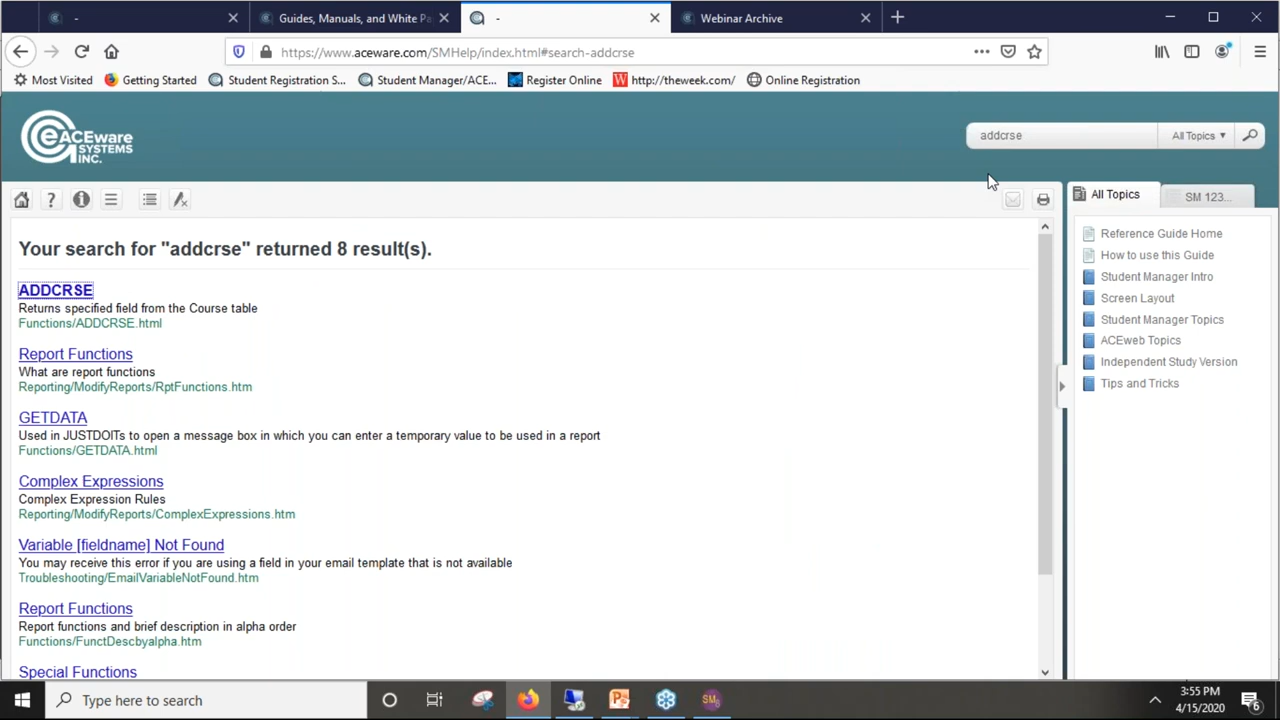 -
Guides, Manuals, and White Pa
-
Webinar Archive
https://www.aceware.com/SMHelp/index.html#search-addcrse
Most Visited
Getting Started
Student Registration S...
Student Manager/ACE...
Register Online
http://theweek.com/
Online Registration
ACEware
SYSTEMS
INC.
addcrse
All Topics
All Topics
SM 123...
Your search for "addcrse" returned 8 result(s).
ADDCRSE
Returns specified field from the Course table
Functions/ADDCRSE.html
Report Functions
What are report functions
Reporting/ModifyReports/RptFunctions.htm
GETDATA
Used in JUSTDOITs to open a message box in which you can enter a temporary value to be used in a report
Functions/GETDATA.html
Complex Expressions
Complex Expression Rules
Reporting/ModifyReports/ComplexExpressions.htm
Variable [fieldname] Not Found
You may receive this error if you are using a field in your email template that is not available
Troubleshooting/EmailVariableNotFound.htm
Report Functions
Report functions and brief description in alpha order
Functions/FunctDescbyalpha.htm
Special Functions
Reference Guide Home
How to use this Guide
Student Manager Intro
Screen Layout
Student Manager Topics
ACEweb Topics
Independent Study Version
Tips and Tricks
Type here to search
3:55 PM
4/15/2020
6